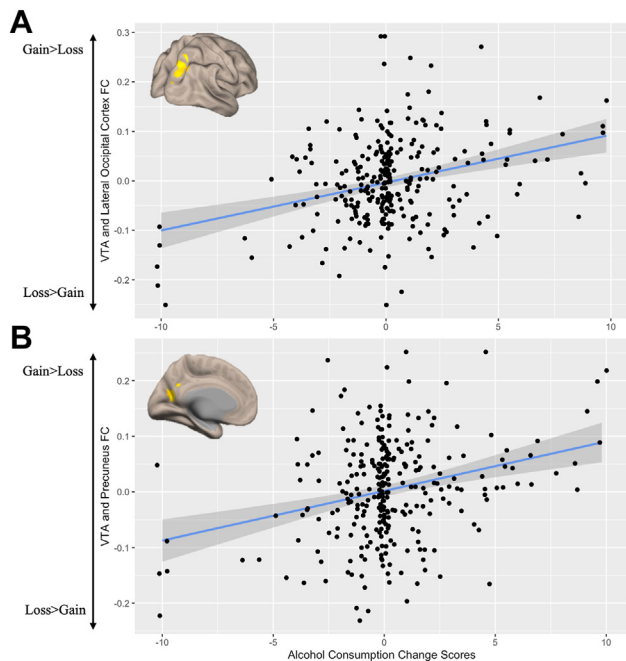 A
Gain>Loss
VTA and Lateral Occipital Cortex FC
Loss>Gain
0.3
0.2
0.1
0.0
-0.1
-0.2
-10
-5
0
5
10
B
Gain>Loss
VTA and Precuneus FC
Loss>Gain
0.2
0.1
0.0
-0.1
-0.2
-10
-5
0
5
10
Alcohol Consumption Change Scores